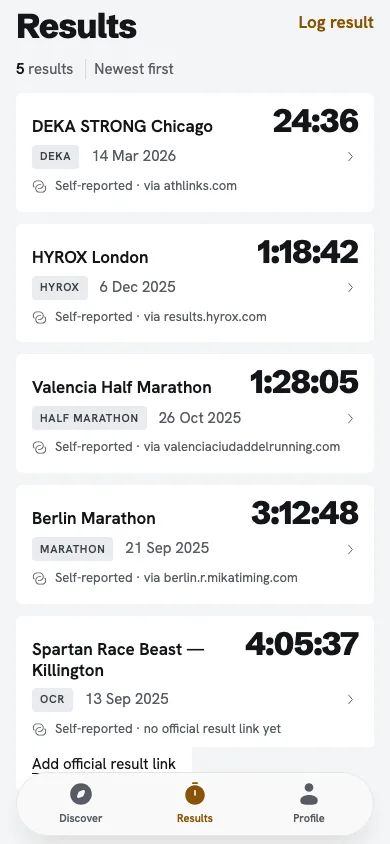 Results
Log result
5 results
Newest first
DEKA STRONG Chicago
24:36
DEKA
14 Mar 2026
Self-reported · via athlinks.com
HYROX London
1:18:42
HYROX
6 Dec 2025
Self-reported · via results.hyrox.com
Valencia Half Marathon
1:28:05
HALF MARATHON
26 Oct 2025
Self-reported · via valenciaciudaddelrunning.com
Berlin Marathon
3:12:48
MARATHON
21 Sep 2025
Self-reported · via berlin.r.mikatiming.com
Spartan Race Beast —
Killington
4:05:37
OCR
13 Sep 2025
Self-reported · no official result link yet
Add official result link
Discover
Results
Profile